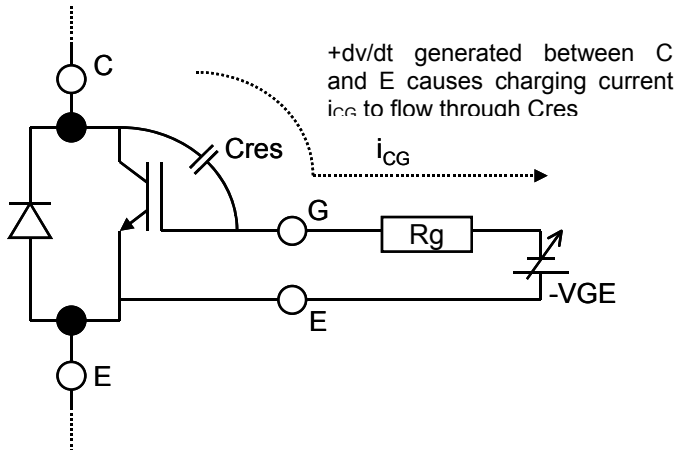 C
+dv/dt generated between C
and E causes charging current
iCG to flow through Cres
Cres
iCG
G
Rg
-VGE
E
E